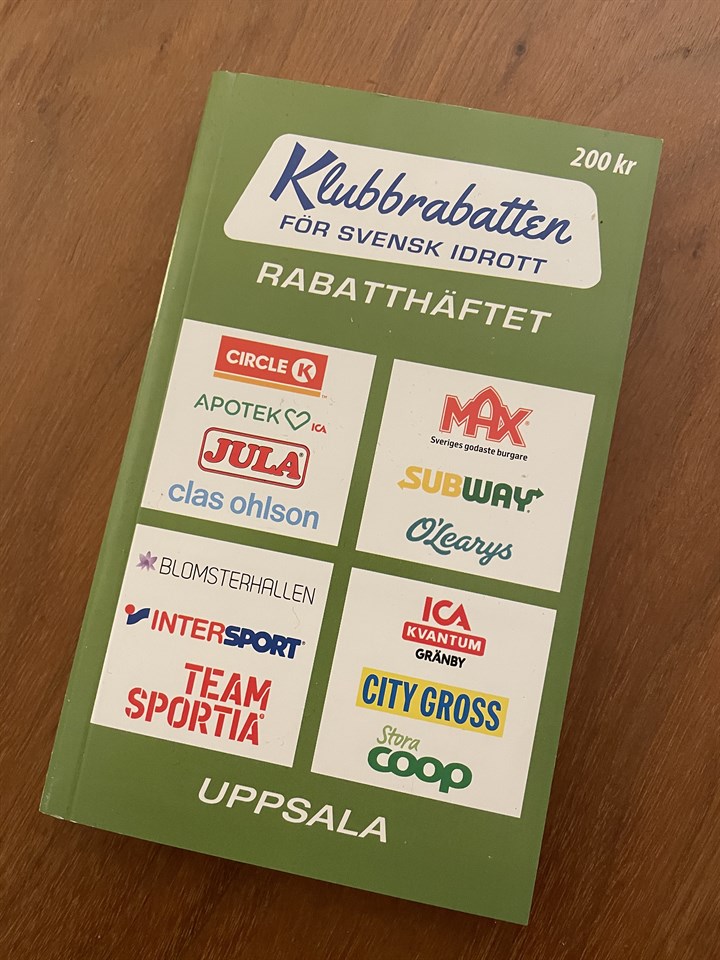 200 kr
Klubbrabatten
FÖR SVENSK IDROTT
RABATTHÄFTET
CIRCLE K
APOTEK ICA
JULA
clas ohlson
MAX
Sveriges godaste burgare
SUBWAY
O'Learys
BLOMSTERHALLEN
INTERSPORT
TEAM
SPORTIA
ICA
KVANTUM
GRÄNBY
CITY GROSS
Stora
coop
UPPSALA